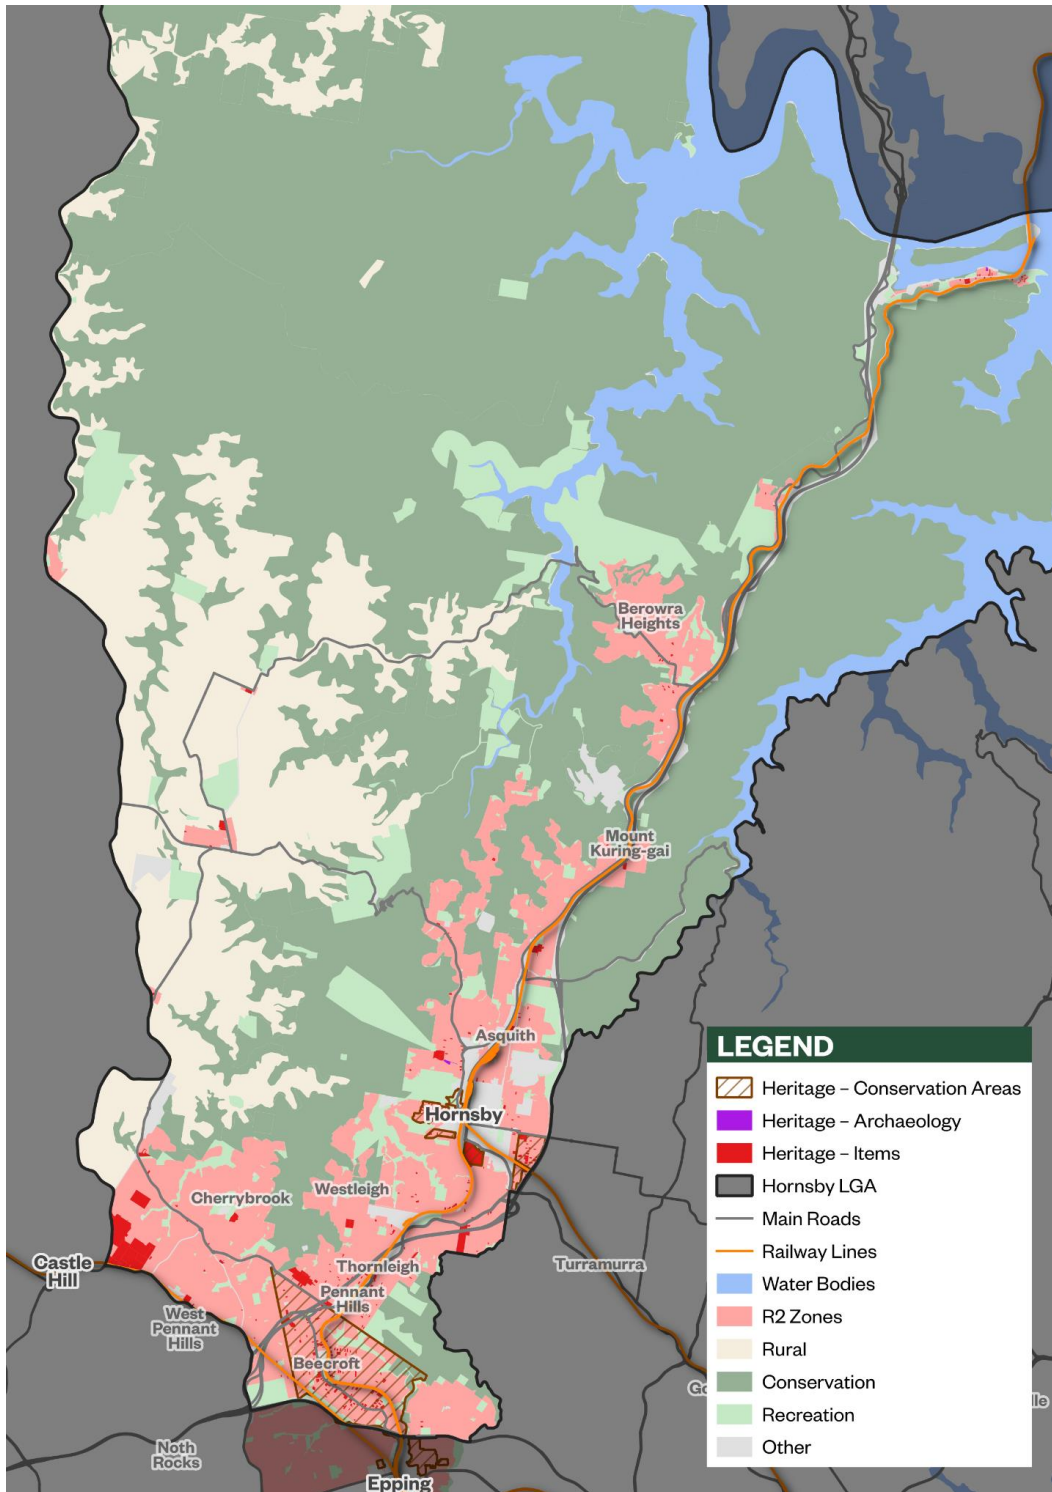 Berowra
Heights
Mount
Kuring-gai
Asquith
Hornsby
Westleigh
Cherrybrook
Castle
Hill
Thornleigh
Turramurra
Pennant
Hills
West
Pennant
Hills
Beecroft
Noth
Rocks
Epping
LEGEND
Heritage – Conservation Areas
Heritage – Archaeology
Heritage – Items
Hornsby LGA
Main Roads
Railway Lines
Water Bodies
R2 Zones
Rural
Conservation
Recreation
Other